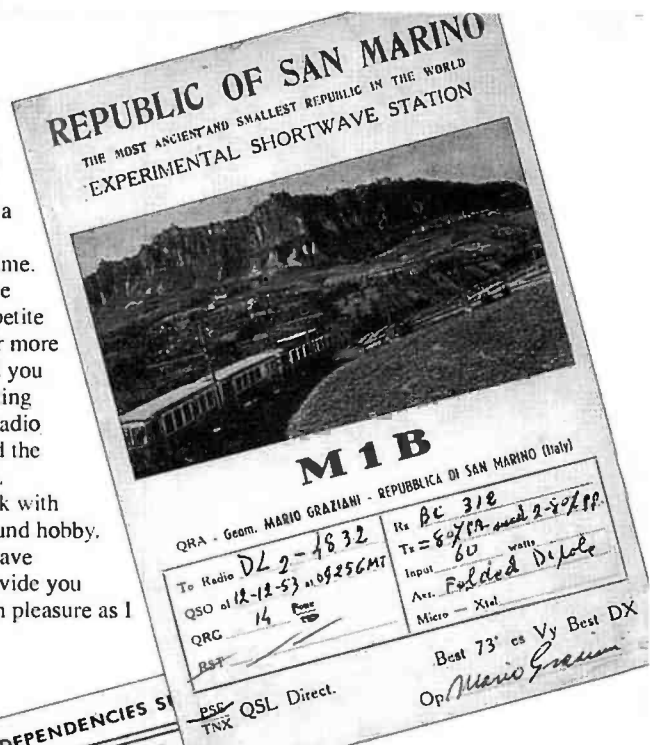 a
me.
e
petite
r more
you
ing
adio
d the
k with
und hobby.
ave
vide you
h pleasure as I
DEPENDENCIES
REPUBLIC OF SAN MARINO
THE MOST ANCIENT AND SMALLEST REPUBLIC IN THE WORLD
EXPERIMENTAL SHORTWAVE STATION
M1B
QRA - Geom. MARIO GRAZIANI - REPUBBLICA DI SAN MARINO (Italy)
To Radio DL 2-4832
QSO of 12-12-53 at 0925 GMT
QRG 14
RST
Rx BC 312
Tx = 807 PA
Input 60 watts
Aer. Folded Dipole
Micro — Xtal
PSE TNX QSL Direct.
Best 73' es Vy Best DX
Op. Mario Graziani